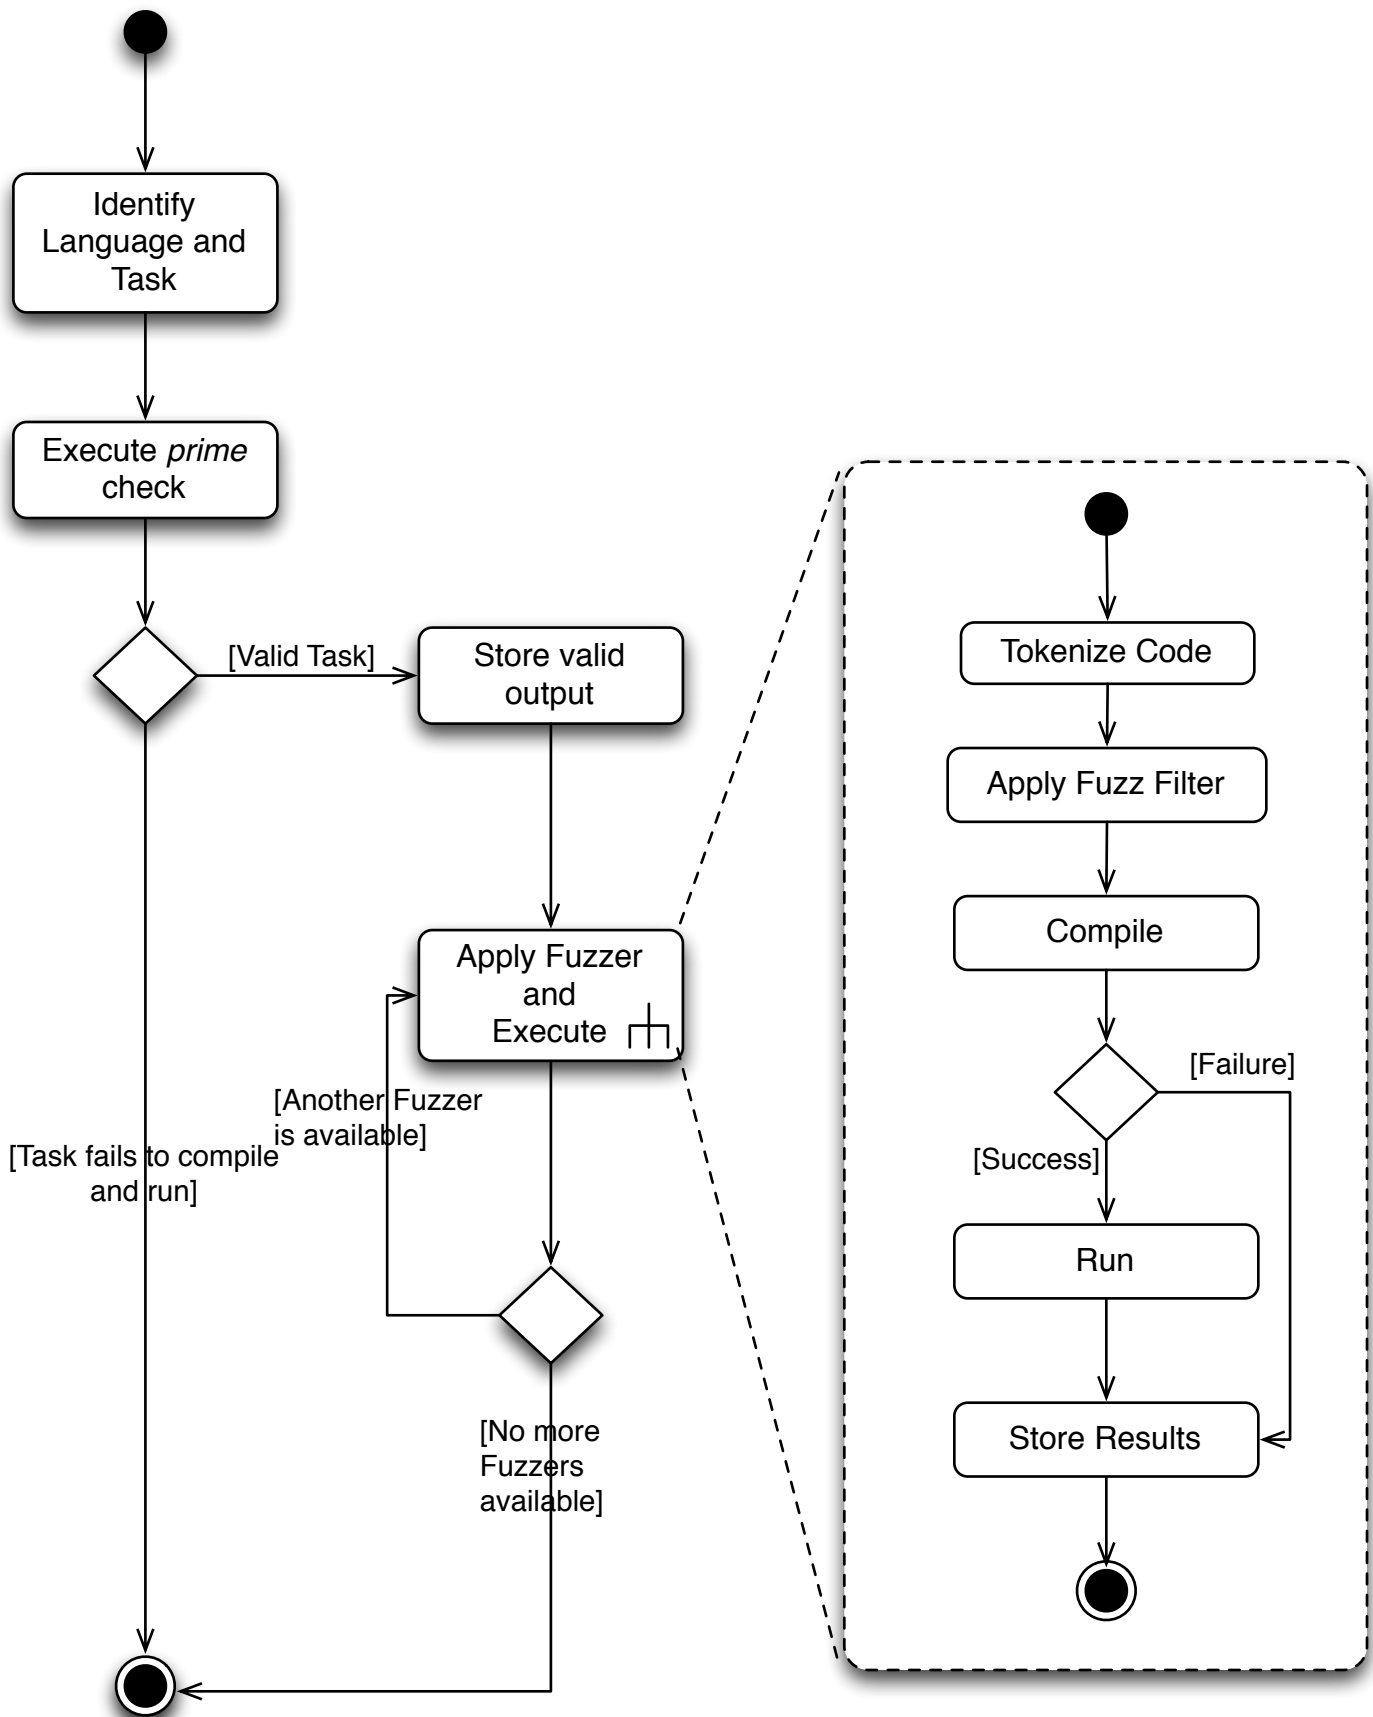 Identify
Language and
Task
Execute prime
check
[Valid Task]
Store valid
output
Apply Fuzzer
and
Execute
[Another Fuzzer
is available]
[Task fails to compile
and run]
[No more
Fuzzers
available]
Tokenize Code
Apply Fuzz Filter
Compile
[Failure]
[Success]
Run
Store Results